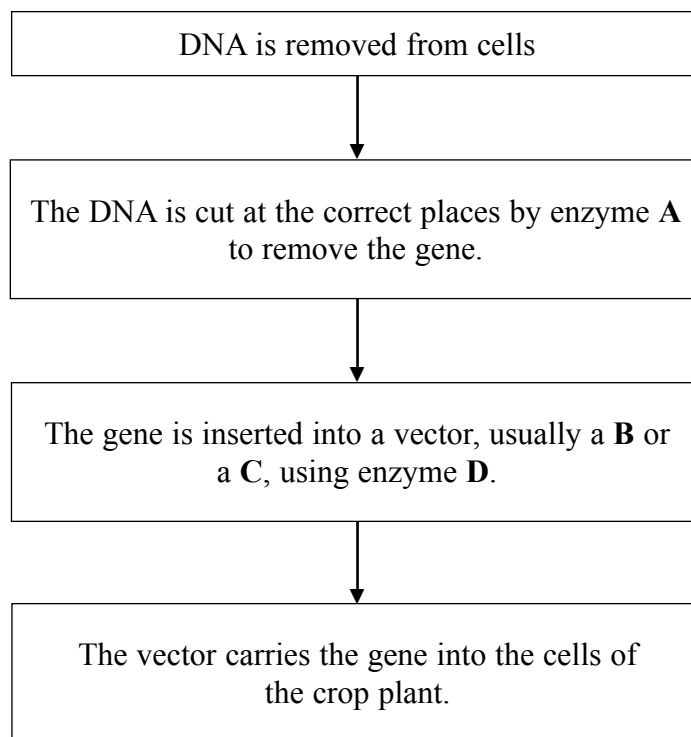 DNA is removed from cells
The DNA is cut at the correct places by enzyme A
to remove the gene.
The gene is inserted into a vector, usually a B or
a C, using enzyme D.
The vector carries the gene into the cells of
the crop plant.